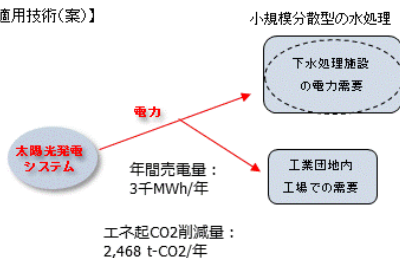 適用技術(案)】
小規模分散型の水処理
下水処理施設
の電力需要
電力
太陽光発電
システム
年間売電量：
3千MWh/年
工業団地内
工場での需要
エネ起CO2削減量：
2,468 t-CO2/年